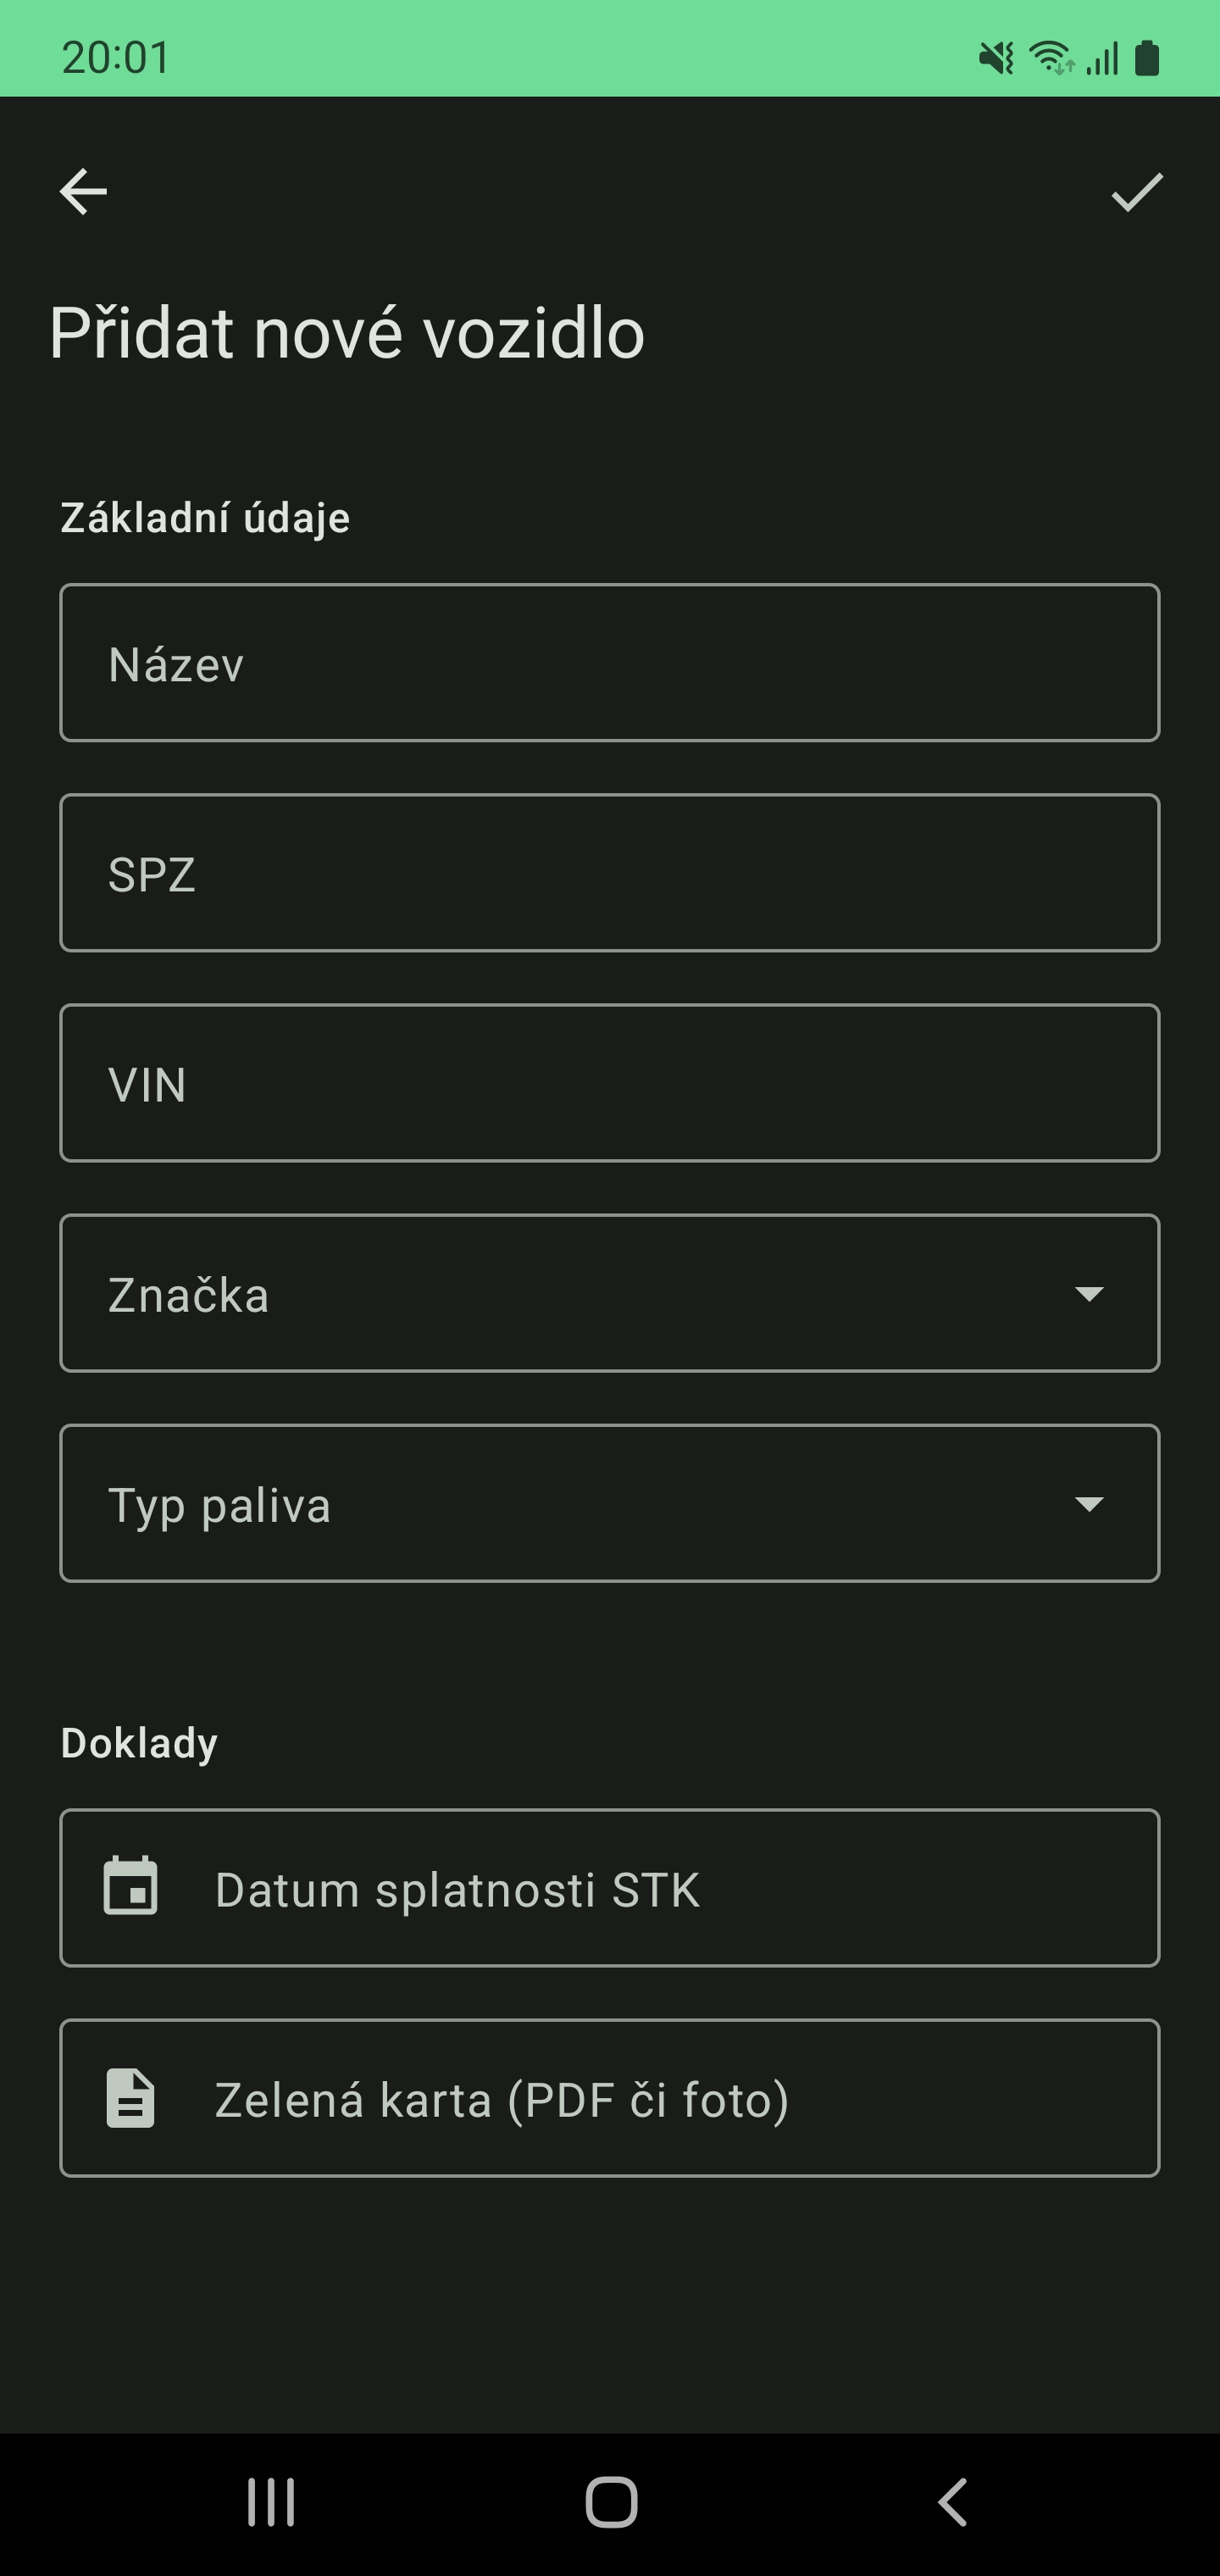 20:01
Přidat nové vozidlo
Základní údaje
Název
SPZ
VIN
Značka
Typ paliva
Doklady
Datum splatnosti STK
Zelená karta (PDF či foto)